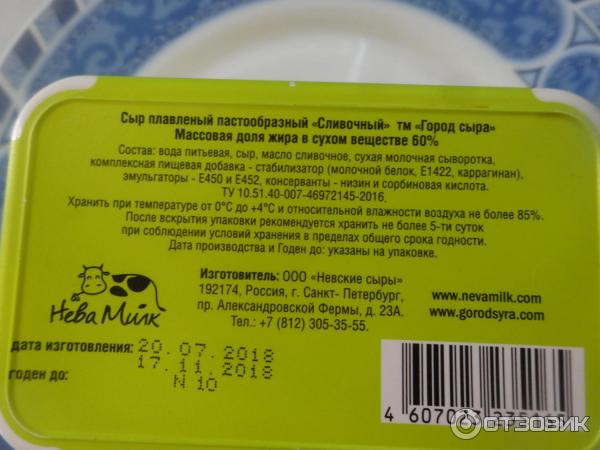 Сыр плавленый пастообразный «Сливочный» тм «Город сыра»
Массовая доля жира в сухом веществе 60%
Состав: вода питьевая, сыр, масло сливочное, сухая молочная сыворотка,
комплексная пищевая добавка - стабилизатор (молочной белок, Е1422, каррагинан),
эмульгаторы - Е450 и Е452, консерванты - низин и сорбиновая кислота.
ТУ 10.51.40-007-46972145-2016.
Хранить при температуре от 0°С до +4°С и относительной влажности воздуха не более 85%.
После вскрытия упаковки рекомендуется хранить не более 5-ти суток
при соблюдении условий хранения в пределах общего срока годности.
Дата производства и Годен до: указаны на упаковке.
Изготовитель: ООО «Невские сыры»
192174, Россия, г. Санкт- Петербург,
пр. Александровской Фермы, д. 23А.
Тел.: +7 (812) 305-35-55.
www.nevamilk.com
www.gorodsyra.com
Нева Милк
дата изготовления: 20.07.2018
годен до: 17.11.2018
N 10
ОТЗОВИК